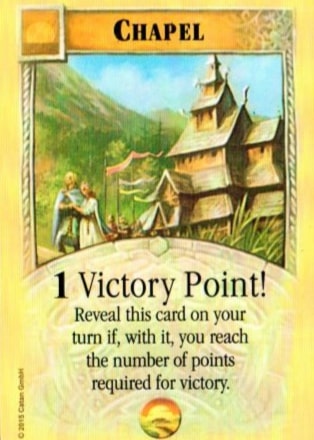 CHAPEL
1 Victory Point!
Reveal this card on your
turn if, with it, you reach
the number of points
required for victory.
© 2015 Catan GmbH